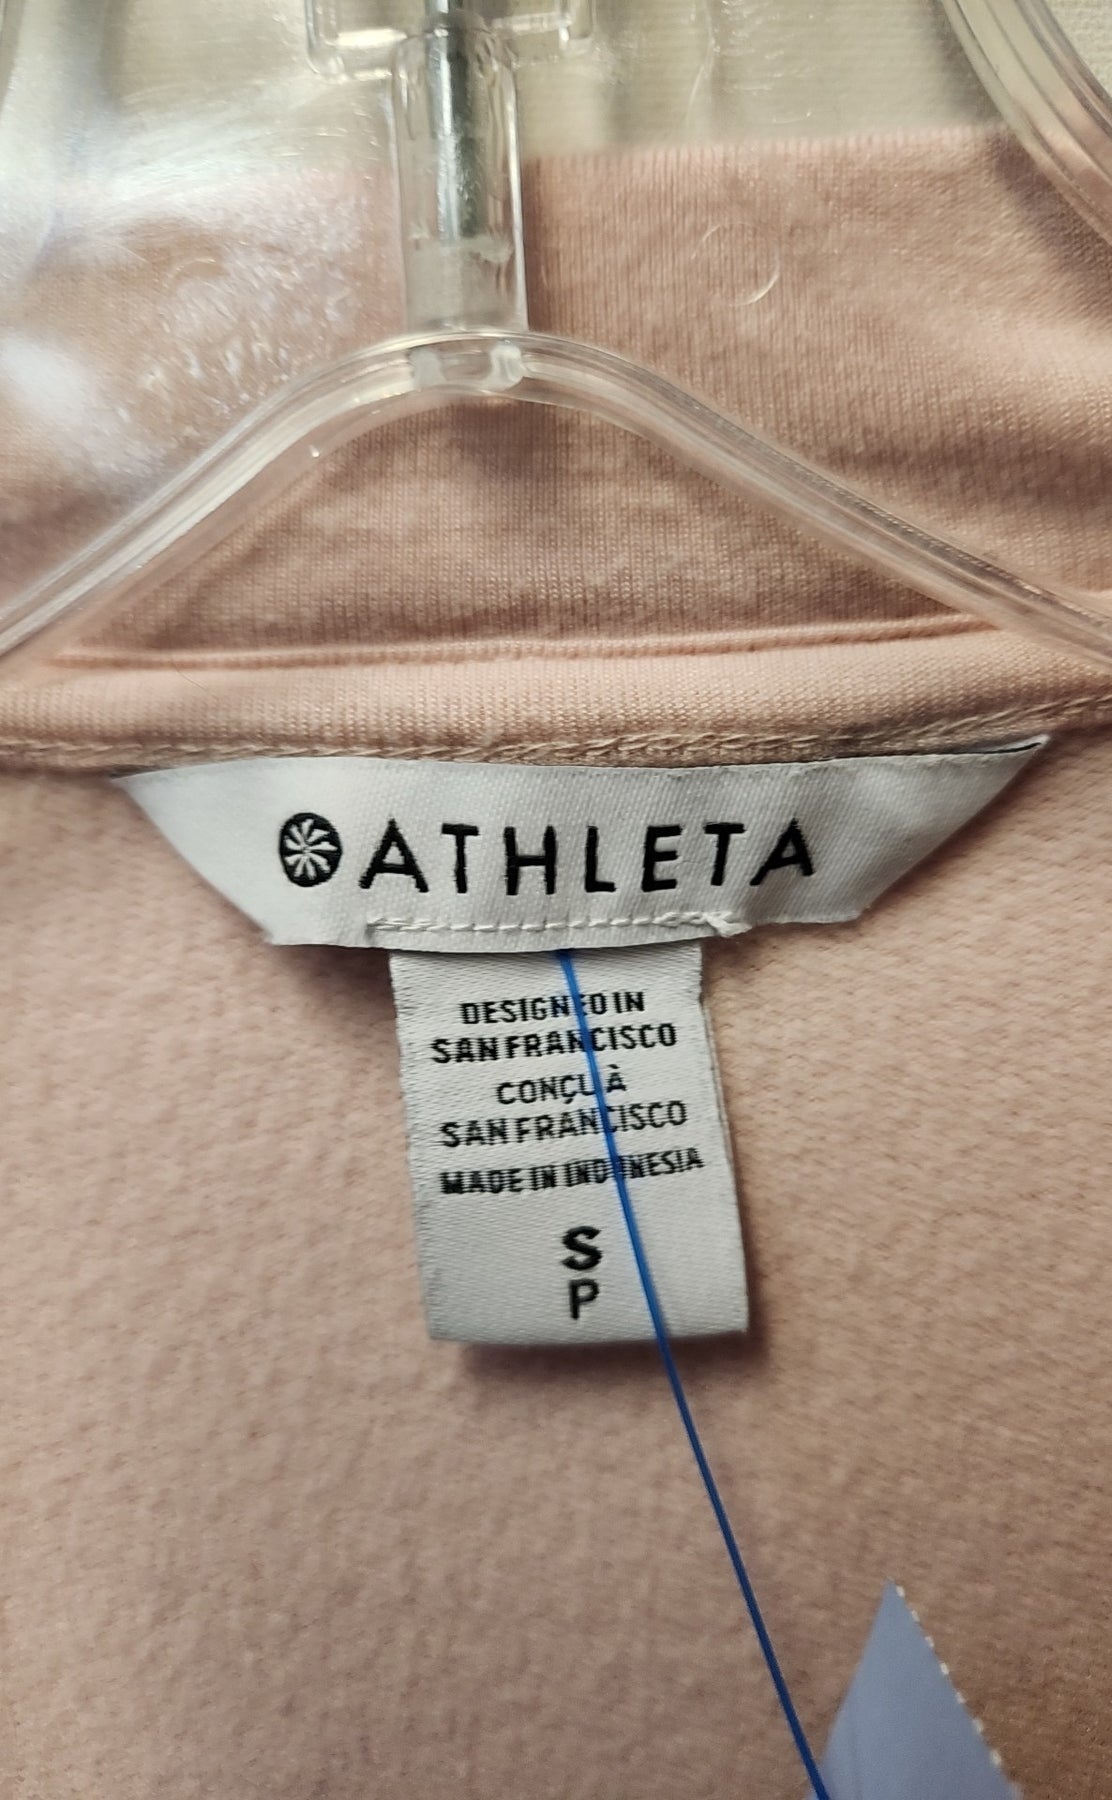 ATHLETA
DESIGNED IN
SAN FRANCISCO
CONÇU À
SAN FRANCISCO
MADE IN INDONESIA
S
P